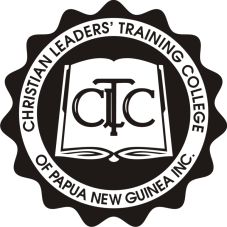 CHRISTIAN LEADERS' TRAINING COLLEGE
OF PAPUA NEW GUINEA INC.
CLTC